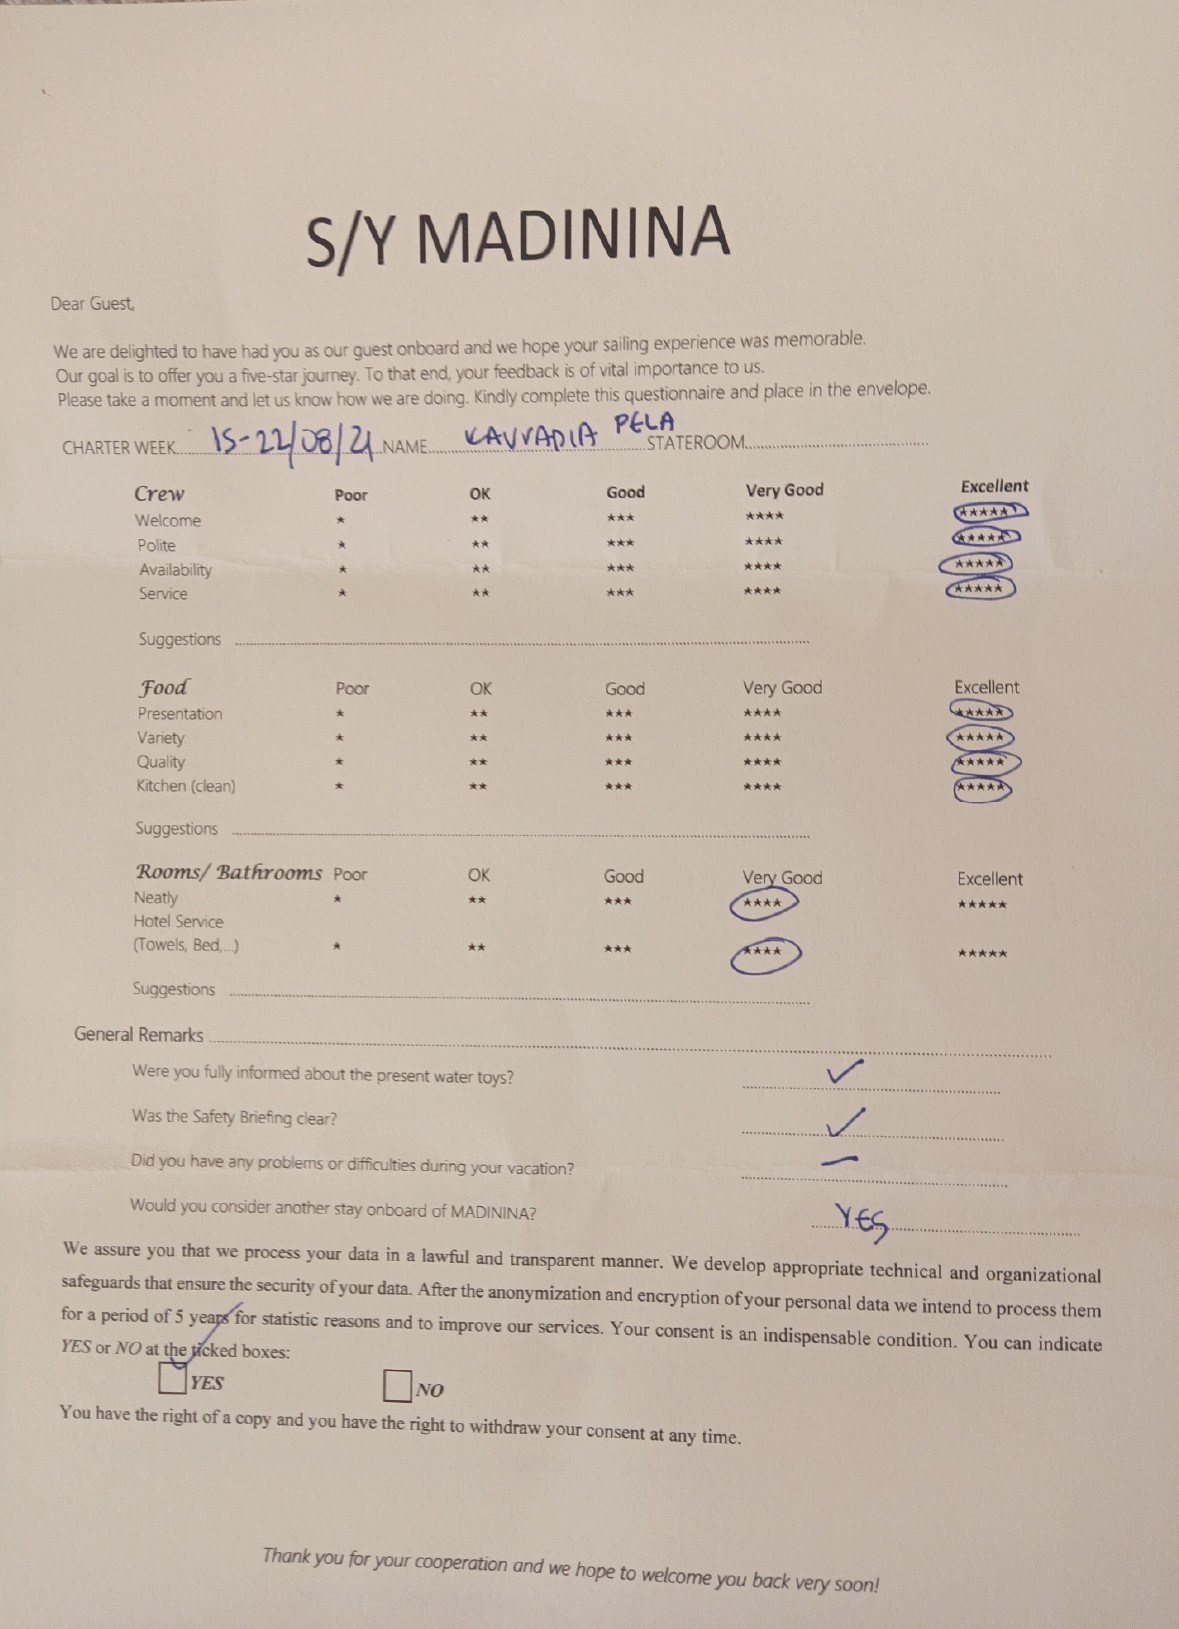 S/Y MADININA
Dear Guest,
We are delighted to have had you as our guest onboard and we hope your sailing experience was memorable.
Our goal is to offer you a five-star journey. To that end, your feedback is of vital importance to us.
Please take a moment and let us know how we are doing. Kindly complete this questionnaire and place in the envelope.
CHARTER WEEK 15-22/08/21 NAME KAVVADIA PELA STATEROOM
Crew Poor OK Good Very Good Excellent
Welcome * ** *** **** *****
Polite * ** *** **** *****
Availability * ** *** **** *****
Service * ** *** **** *****
Suggestions
Food Poor OK Good Very Good Excellent
Presentation * ** *** **** *****
Variety * ** *** **** *****
Quality * ** *** **** *****
Kitchen (clean) * ** *** **** *****
Suggestions
Rooms/ Bathrooms Poor OK Good Very Good Excellent
Neatly * ** *** **** *****
Hotel Service
(Towels, Bed,...) * ** *** **** *****
Suggestions
General Remarks
Were you fully informed about the present water toys? ✓
Was the Safety Briefing clear? ✓
Did you have any problems or difficulties during your vacation? –
Would you consider another stay onboard of MADININA? YES
We assure you that we process your data in a lawful and transparent manner. We develop appropriate technical and organizational
safeguards that ensure the security of your data. After the anonymization and encryption of your personal data we intend to process them
for a period of 5 years for statistic reasons and to improve our services. Your consent is an indispensable condition. You can indicate
YES or NO at the ticked boxes:
YES NO
You have the right of a copy and you have the right to withdraw your consent at any time.
Thank you for your cooperation and we hope to welcome you back very soon!